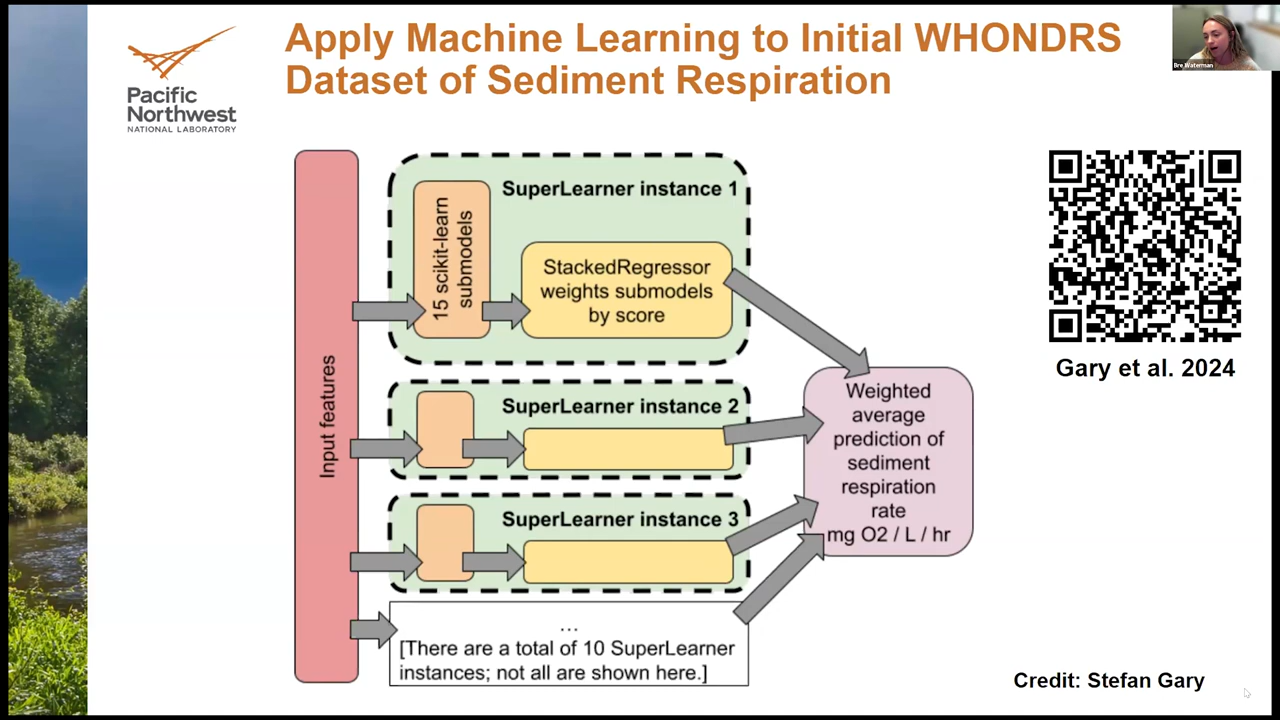 Apply Machine Learning to Initial WHONDRS
Dataset of Sediment Respiration
Bre Waterman
Pacific
Northwest
NATIONAL LABORATORY
Input features
SuperLearner instance 1
15 scikit-learn
submodels
StackedRegressor
weights submodels
by score
SuperLearner instance 2
SuperLearner instance 3
...
[There are a total of 10 SuperLearner
instances; not all are shown here.]
Weighted
average
prediction of
sediment
respiration
rate
mg O2 / L / hr
Gary et al. 2024
Credit: Stefan Gary